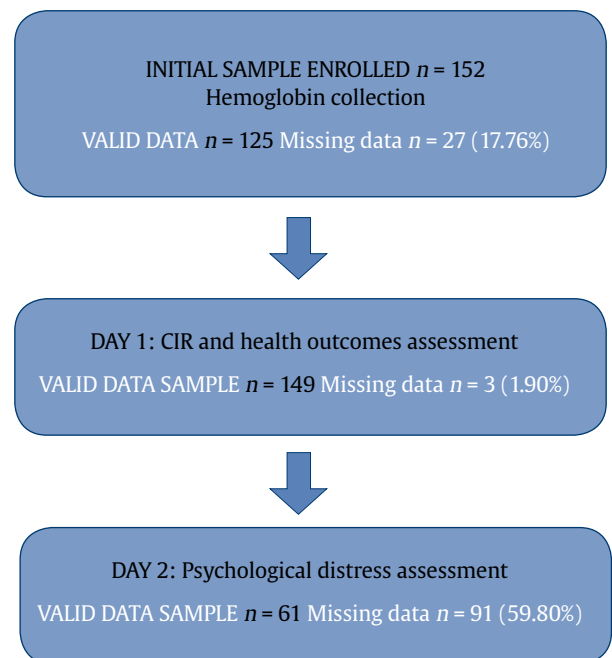 INITIAL SAMPLE ENROLLED n = 152
Hemoglobin collection
VALID DATA n = 125 Missing data n = 27 (17.76%)
DAY 1: CIR and health outcomes assessment
VALID DATA SAMPLE n = 149 Missing data n = 3 (1.90%)
DAY 2: Psychological distress assessment
VALID DATA SAMPLE n = 61 Missing data n = 91 (59.80%)